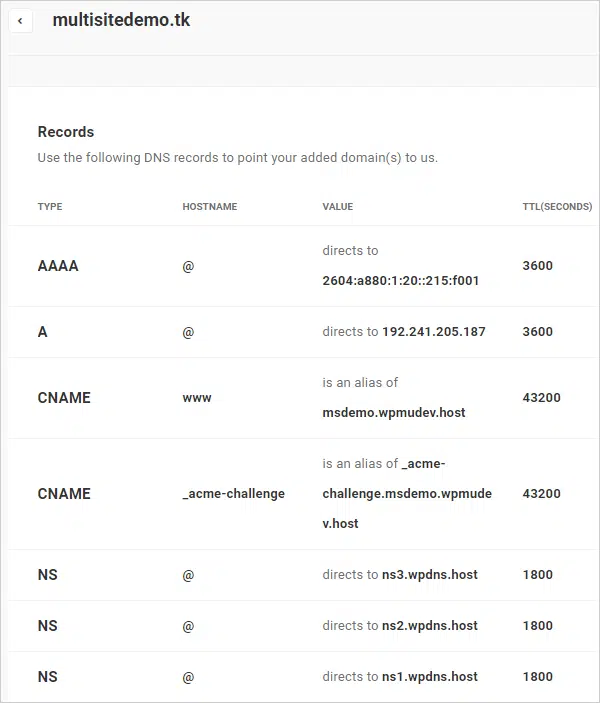 multisitedemo.tk
Records
Use the following DNS records to point your added domain(s) to us.
TYPE HOSTNAME VALUE TTL(SECONDS)
AAAA @ directs to 3600
2604:a880:1:20::215:f001
A @ directs to 192.241.205.187 3600
CNAME www is an alias of 43200
msdemo.wpmudev.host
CNAME _acme-challenge is an alias of _acme- 43200
challenge.msdemo.wpmude
v.host
NS @ directs to ns3.wpdns.host 1800
NS @ directs to ns2.wpdns.host 1800
NS @ directs to ns1.wpdns.host 1800